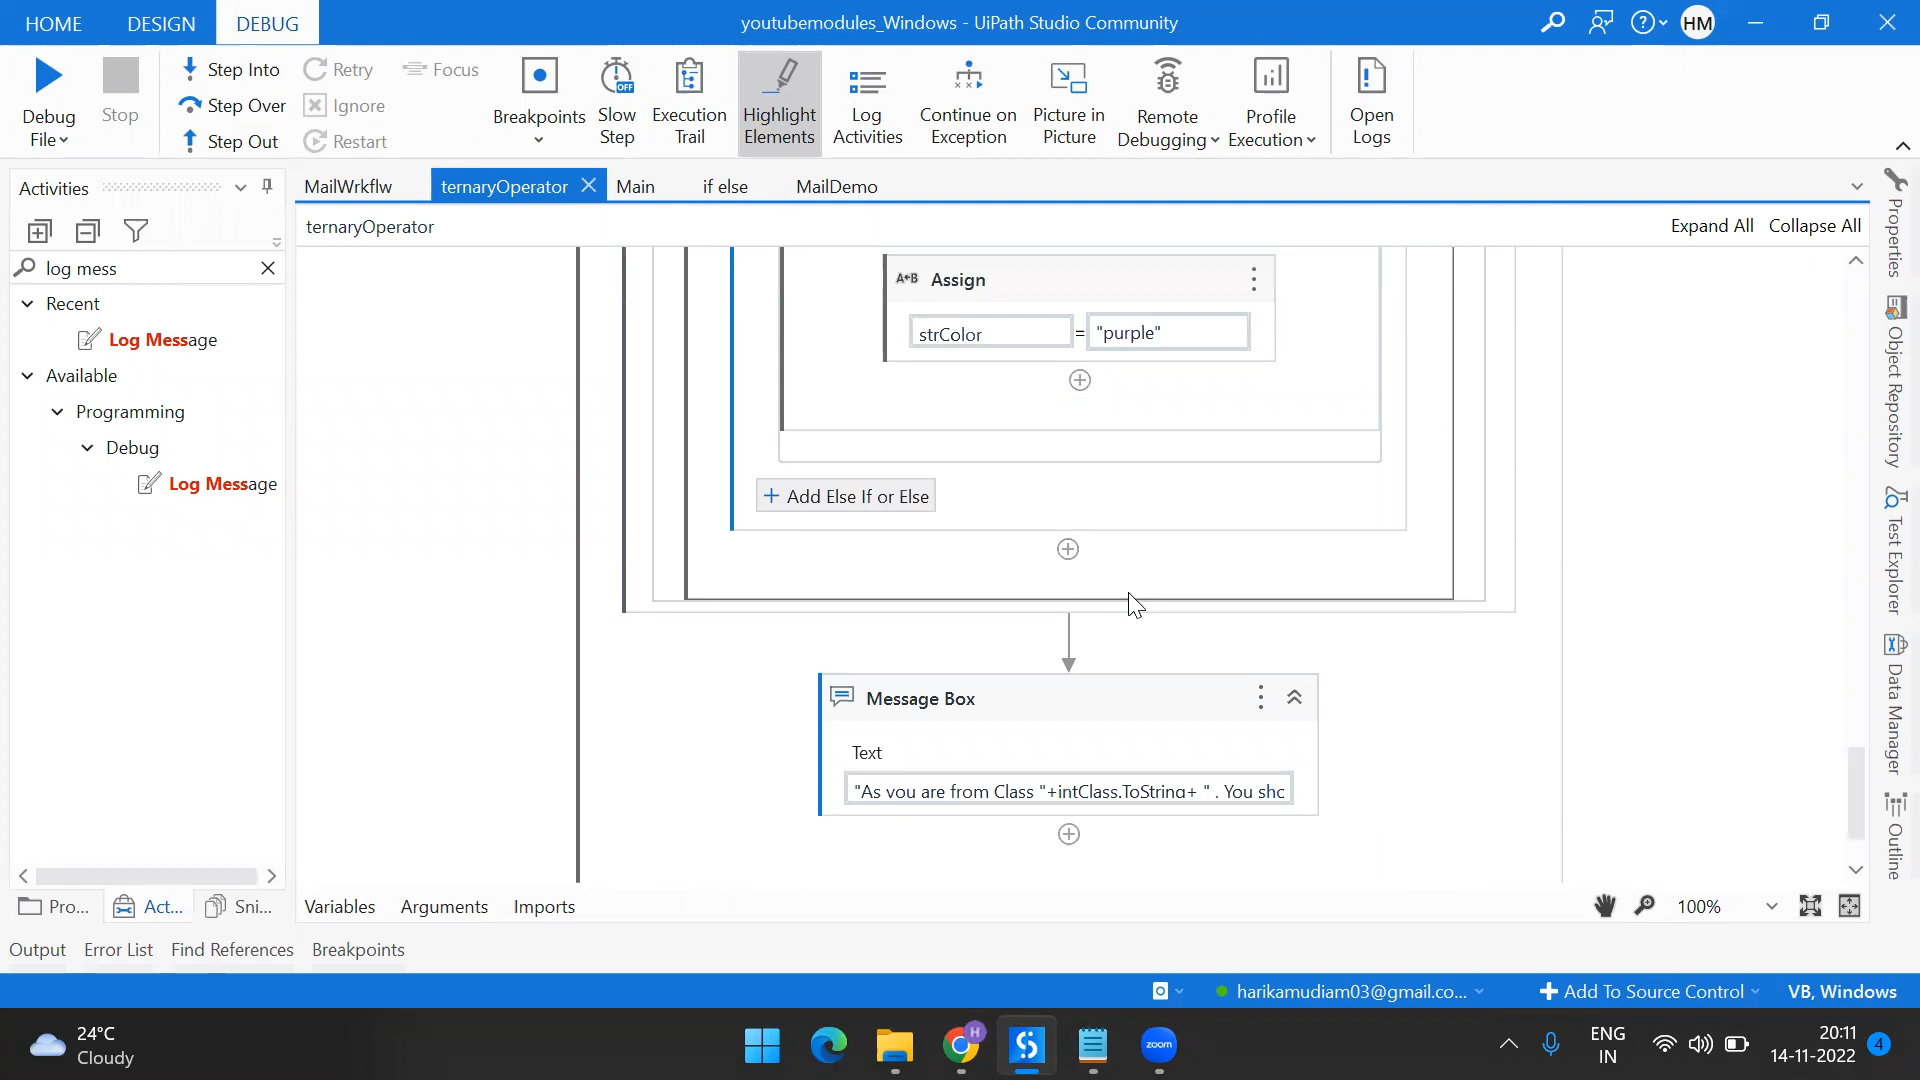 HOME DESIGN DEBUG youtubemodules_Windows - UiPath Studio Community HM
Debug File
Stop
Step Into
Step Over
Step Out
Retry
Ignore
Restart
Focus
Breakpoints
OFF
Slow Step
Execution Trail
Highlight Elements
Log Activities
Continue on Exception
Picture in Picture
Remote Debugging
Profile Execution
Open Logs
Activities
MailWrkflw ternaryOperator Main if else MailDemo
ternaryOperator Expand All Collapse All
log mess
Recent
Log Message
Available
Programming
Debug
Log Message
A+B Assign
strColor = "purple"
+ Add Else If or Else
Message Box
Text
"As you are from Class "+intClass.ToString+ " . You sho
Properties
Object Repository
Test Explorer
Data Manager
Outline
Pro... Act... Sni... Variables Arguments Imports 100%
Output Error List Find References Breakpoints
harikamudiam03@gmail.co... Add To Source Control VB, Windows
24°C
Cloudy
H
zoom
ENG
IN
20:11
14-11-2022
4